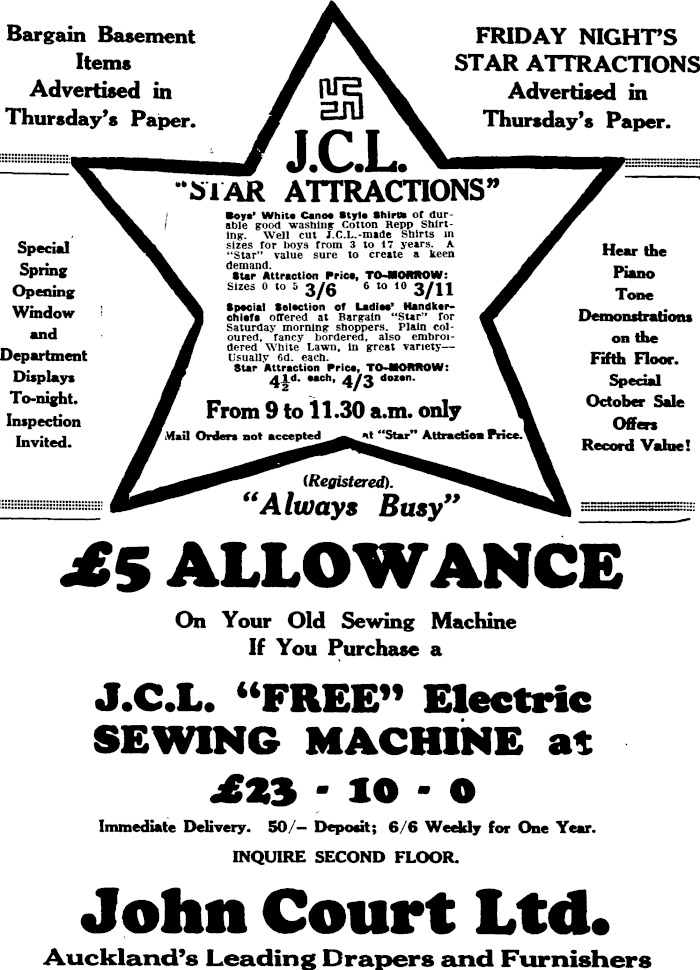 Bargain Basement
Items
Advertised in
Thursday's Paper.
FRIDAY NIGHT'S
STAR ATTRACTIONS
Advertised in
Thursday's Paper.
J.C.L.
"STAR ATTRACTIONS"
Boys' White Canoe Style Shirts of dur-
able good washing Cotton Repp Shirt-
ing. Well cut J.C.L.-made Shirts in
sizes for boys from 3 to 17 years. A
"Star" value sure to create a keen
demand.
Star Attraction Price, TO-MORROW:
Sizes 0 to 5 3/6 6 to 10 3/11
Special Selection of Ladies' Handker-
chiefs offered at Bargain "Star" for
Saturday morning shoppers. Plain col-
oured, fancy bordered, also embroi-
dered White Lawn, in great variety—
Usually 6d. each.
Star Attraction Price, TO-MORROW:
4½d. each, 4/3 dozen.
From 9 to 11.30 a.m. only
Mail Orders not accepted at "Star" Attraction Price.
Special
Spring
Opening
Window
and
Department
Displays
To-night.
Inspection
Invited.
Hear the
Piano
Tone
Demonstrations
on the
Fifth Floor.
Special
October Sale
Offers
Record Value!
(Registered).
"Always Busy"
£5 ALLOWANCE
On Your Old Sewing Machine
If You Purchase a
J.C.L. "FREE" Electric
SEWING MACHINE at
£23 - 10 - 0
Immediate Delivery. 50/– Deposit; 6/6 Weekly for One Year.
INQUIRE SECOND FLOOR.
John Court Ltd.
Auckland's Leading Drapers and Furnishers